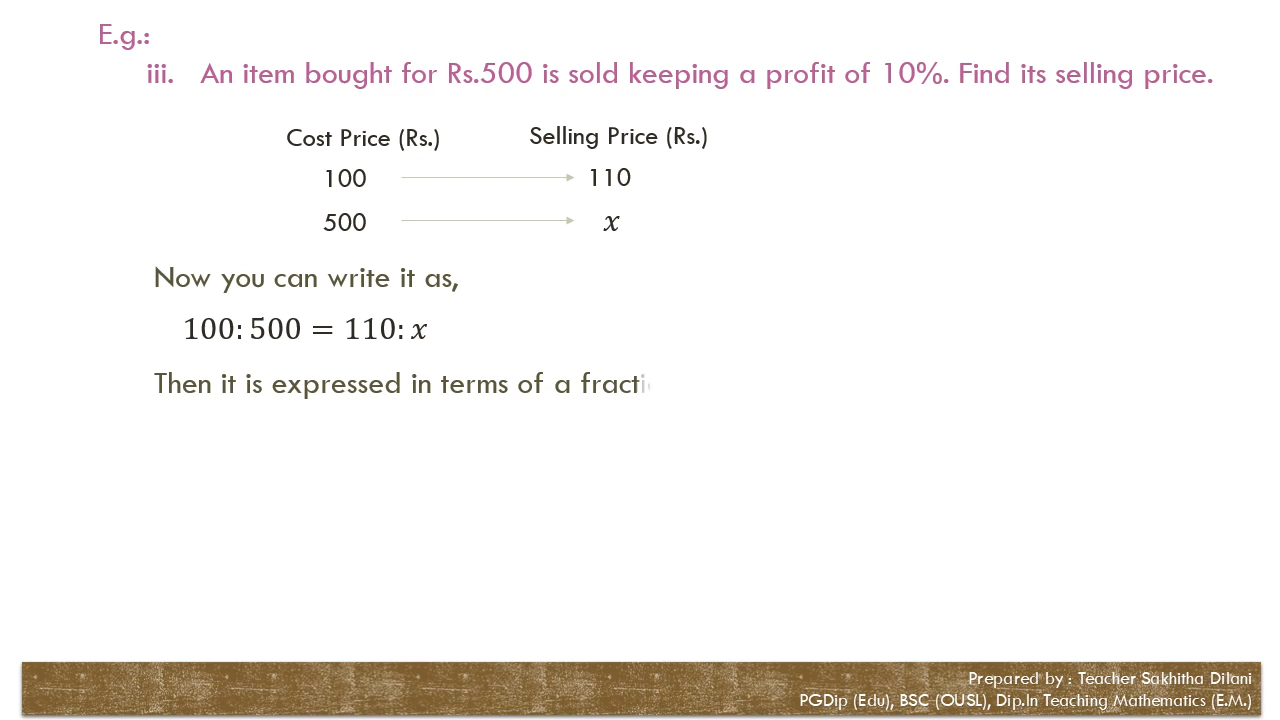 E.g.:
iii. An item bought for Rs.500 is sold keeping a profit of 10%. Find its selling price.
Cost Price (Rs.) Selling Price (Rs.)
100 110
500 x
Now you can write it as,
100: 500 = 110: x
Then it is expressed in terms of a fracti
Prepared by : Teacher Sakhitha Dilani
PGDip (Edu), BSC (OUSL), Dip.In Teaching Mathematics (E.M.)